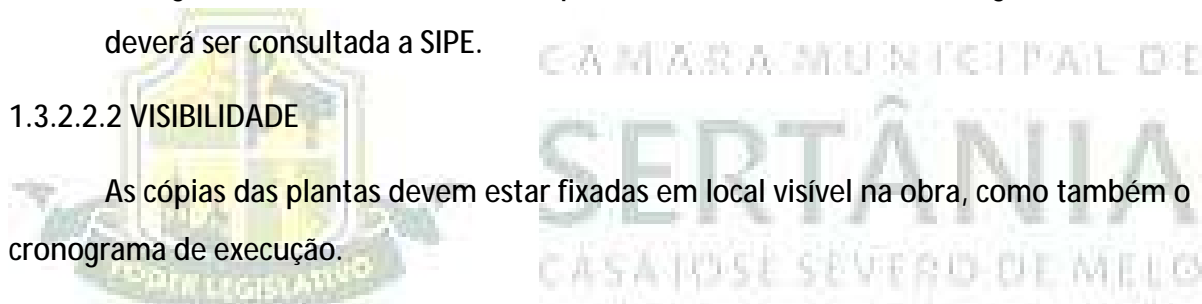 deverá ser consultada a SIPE.
CÂMARA MUNICIPAL DE
1.3.2.2.2 VISIBILIDADE
SERTÂNIA
As cópias das plantas devem estar fixadas em local visível na obra, como também o
cronograma de execução.
PODER LEGISLATIVO
CASA JOSÉ SEVERO DE MELO